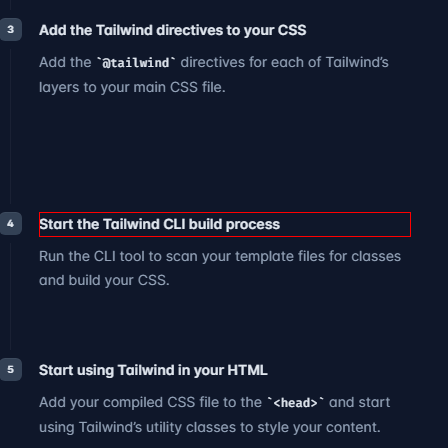 3
Add the Tailwind directives to your CSS
Add the `@tailwind` directives for each of Tailwind's
layers to your main CSS file.
4
Start the Tailwind CLI build process
Run the CLI tool to scan your template files for classes
and build your CSS.
5
Start using Tailwind in your HTML
Add your compiled CSS file to the `<head>` and start
using Tailwind's utility classes to style your content.